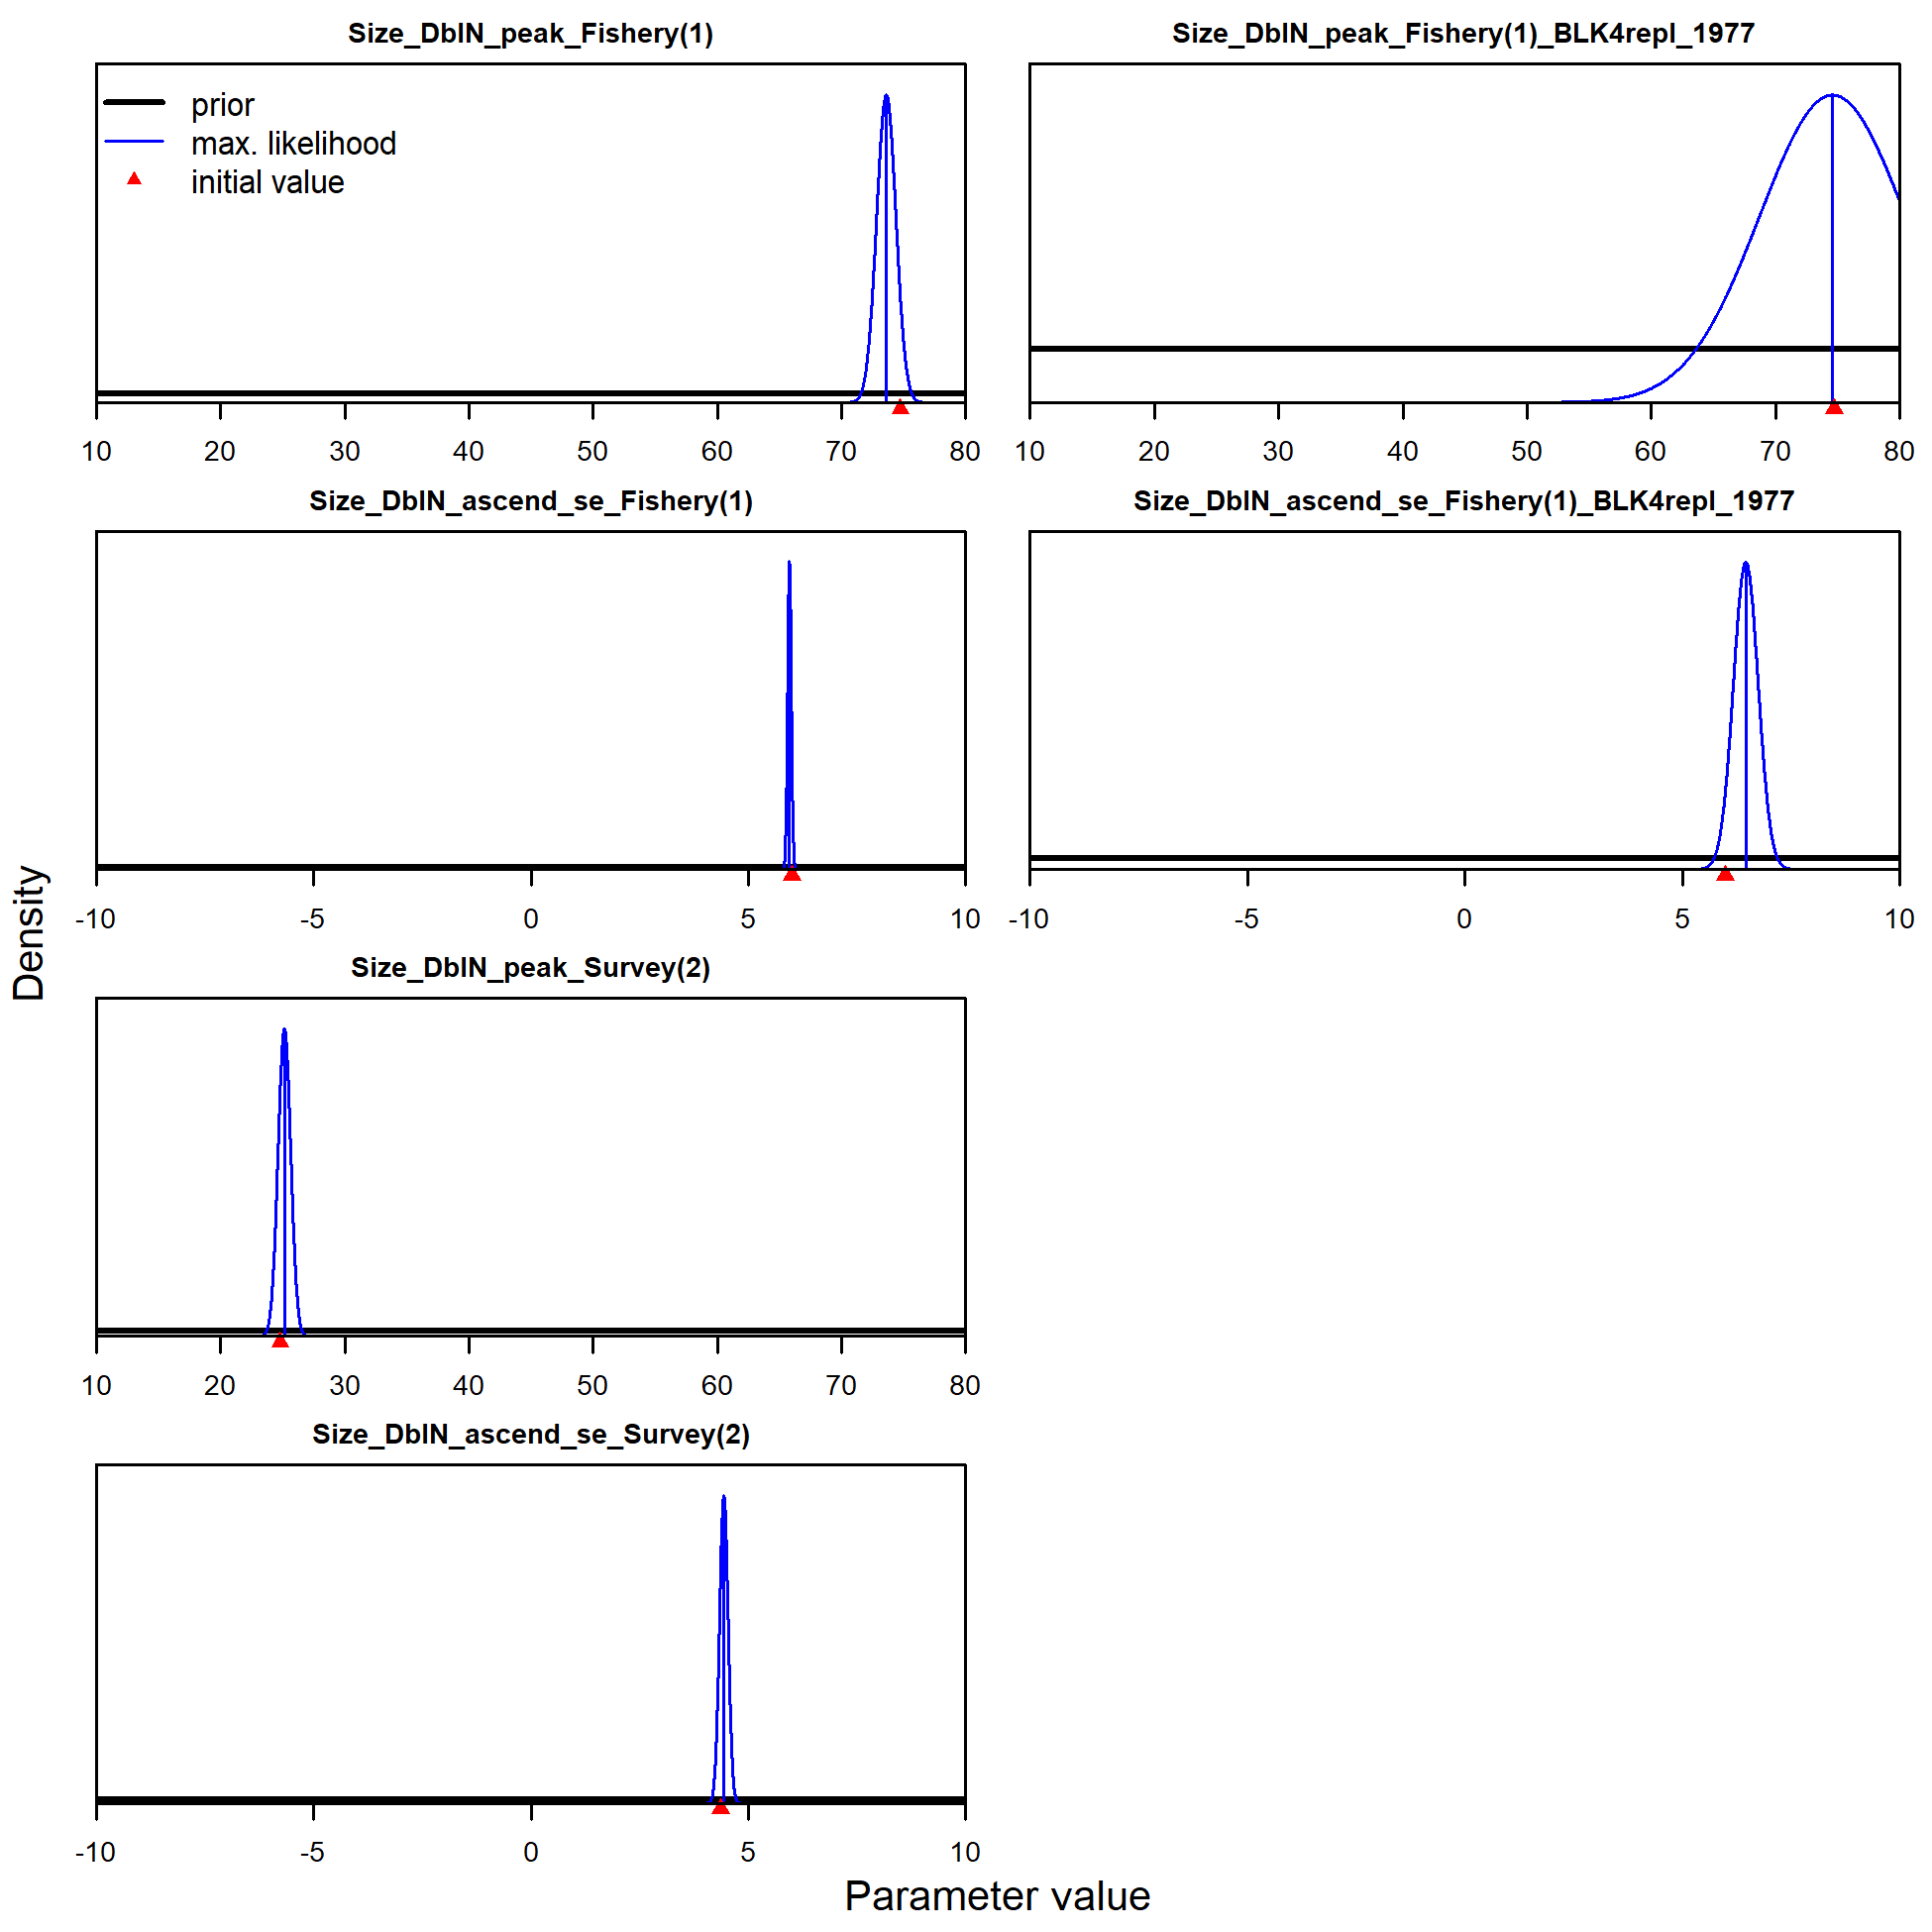 Size_DblN_peak_Fishery(1)
prior
max. likelihood
initial value
10 20 30 40 50 60 70 80
Size_DblN_peak_Fishery(1)_BLK4repl_1977
10 20 30 40 50 60 70 80
Size_DblN_ascend_se_Fishery(1)
-10 -5 0 5 10
Size_DblN_ascend_se_Fishery(1)_BLK4repl_1977
-10 -5 0 5 10
Size_DblN_peak_Survey(2)
10 20 30 40 50 60 70 80
Size_DblN_ascend_se_Survey(2)
-10 -5 0 5 10
Density
Parameter value